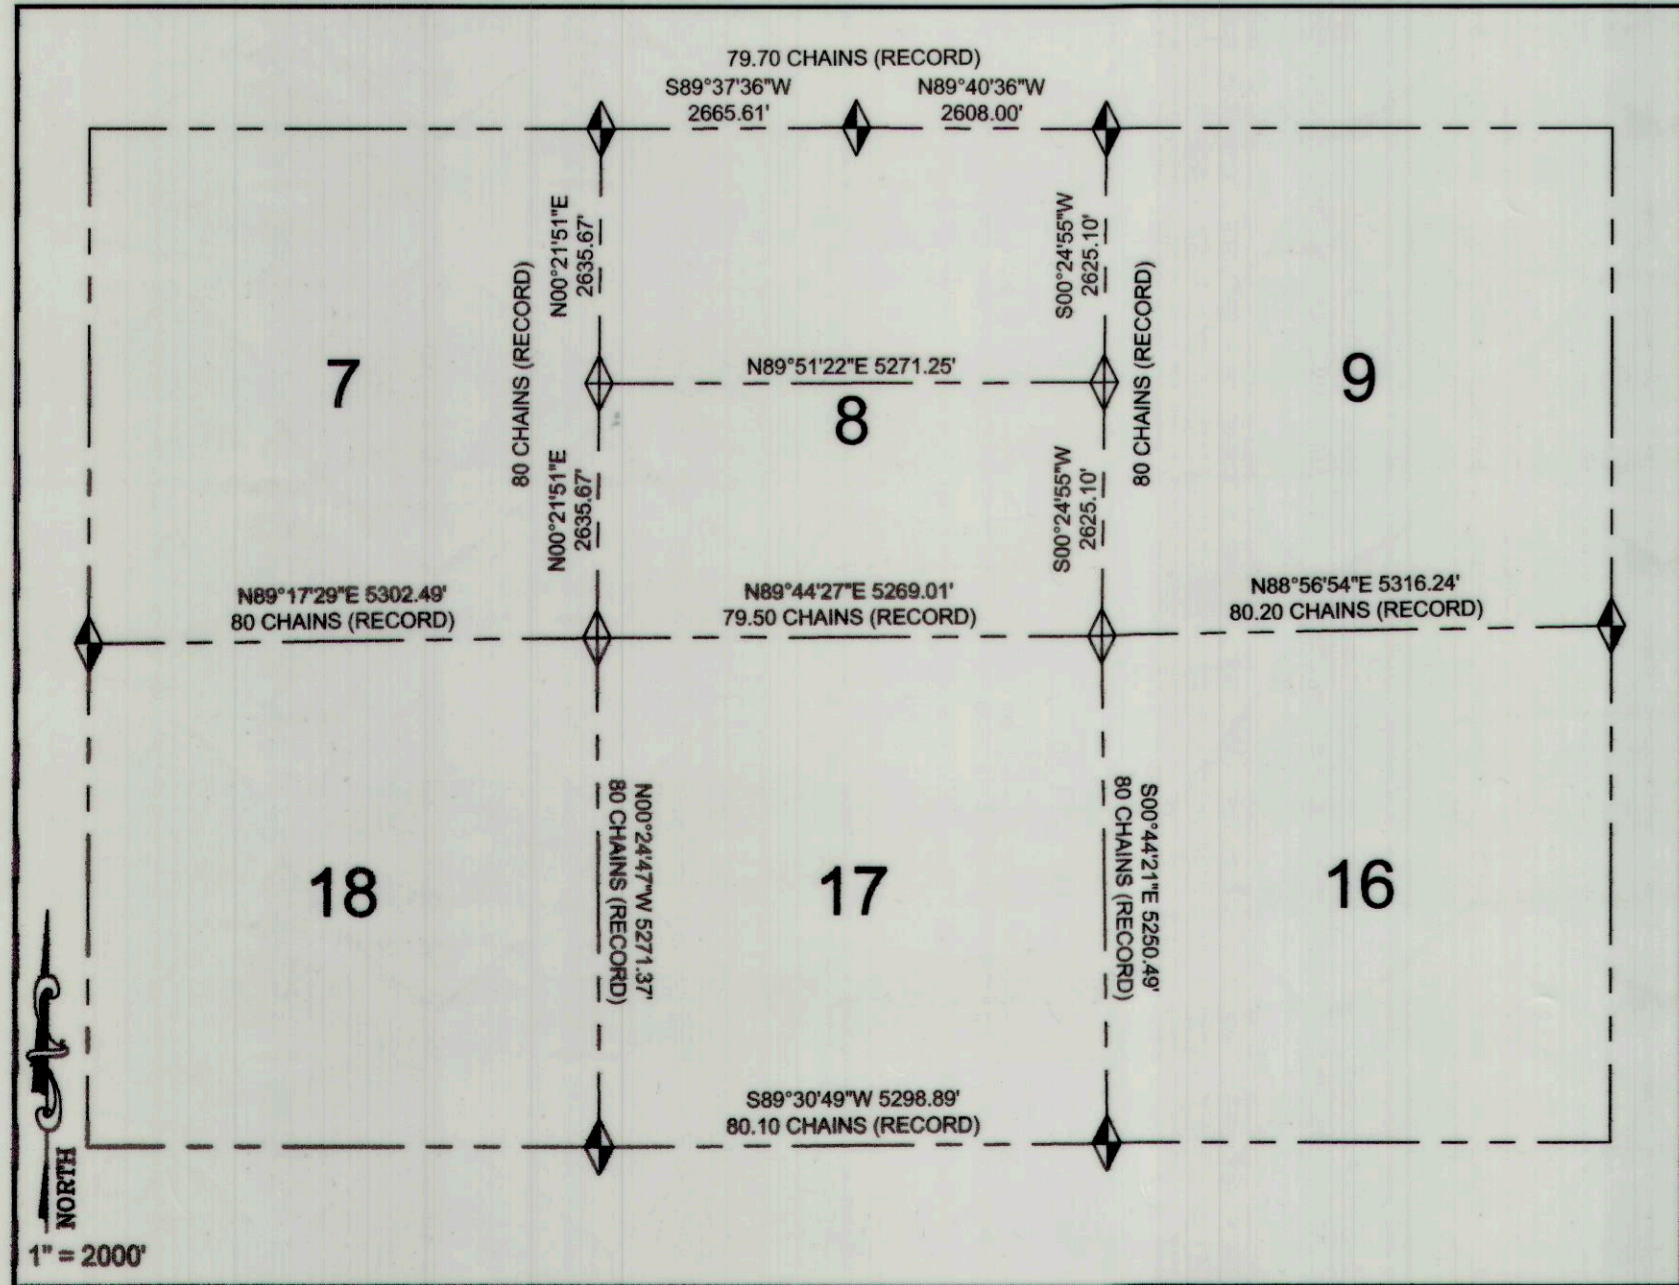 79.70 CHAINS (RECORD)
S89°37'36"W
2665.61'
N89°40'36"W
2608.00'
N00°21'51"E
2635.67'
80 CHAINS (RECORD)
S00°24'55"W
2625.10'
80 CHAINS (RECORD)
7
N89°51'22"E 5271.25'
8
9
N00°21'51"E
2635.67'
S00°24'55"W
2625.10'
N89°17'29"E 5302.49'
80 CHAINS (RECORD)
N89°44'27"E 5269.01'
79.50 CHAINS (RECORD)
N88°56'54"E 5316.24'
80.20 CHAINS (RECORD)
18
N00°24'47"W 5271.37'
80 CHAINS (RECORD)
17
S00°44'21"E 5250.49'
80 CHAINS (RECORD)
16
S89°30'49"W 5298.89'
80.10 CHAINS (RECORD)
NORTH
1" = 2000'